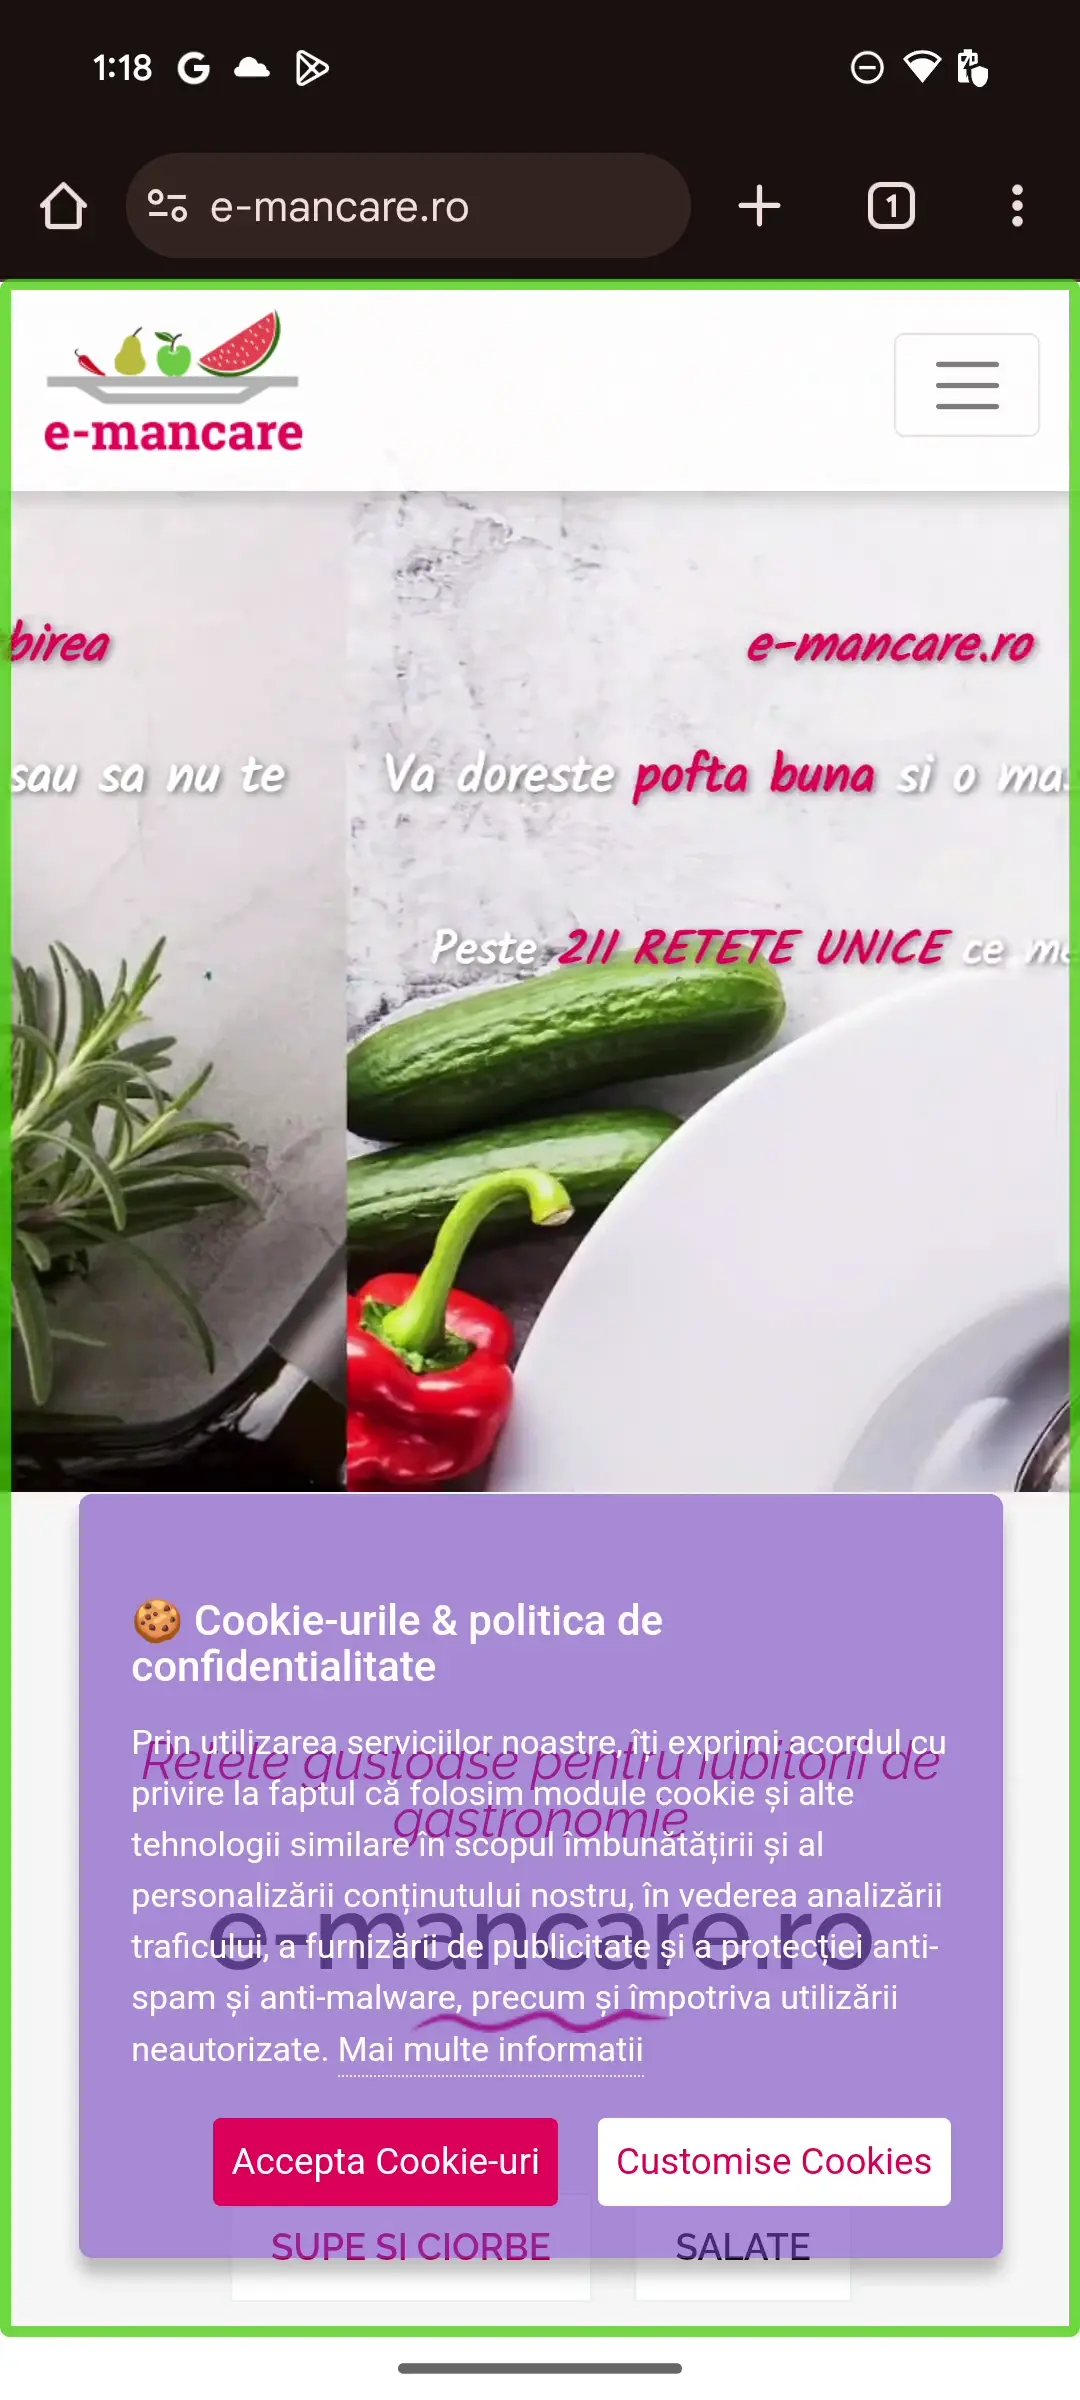 1:18
e-mancare.ro
1
e-mancare
birea
e-mancare.ro
sau sa nu te
Va doreste pofta buna si o
Peste 211 RETETE UNICE ce
🍪 Cookie-urile & politica de
confidentialitate
Prin utilizarea serviciilor noastre, îți exprimi acordul cu
privire la faptul că folosim module cookie și alte
tehnologii similare în scopul îmbunătățirii și al
personalizării conținutului nostru, în vederea analizării
traficului, a furnizării de publicitate și a protecției anti-
spam și anti-malware, precum și împotriva utilizării
neautorizate. Mai multe informatii
Retete gustoase pentru iubitorii de
gastronomie
e-mancare.ro
Accepta Cookie-uri
Customise Cookies
SUPE SI CIORBE
SALATE